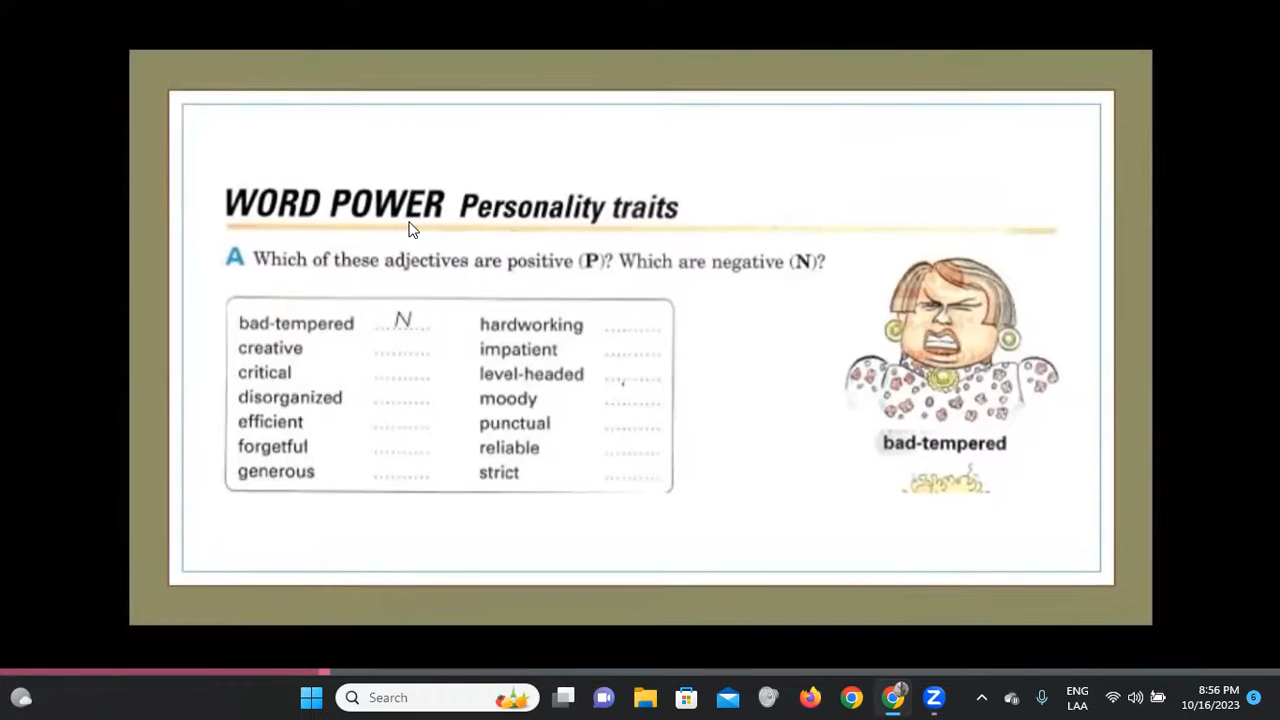 WORD POWER Personality traits
A Which of these adjectives are positive (P)? Which are negative (N)?
bad-tempered N hardworking
creative impatient
critical level-headed
disorganized moody
efficient punctual
forgetful reliable
generous strict
bad-tempered
Search
ENG
LAA
8:56 PM
10/16/2023
6